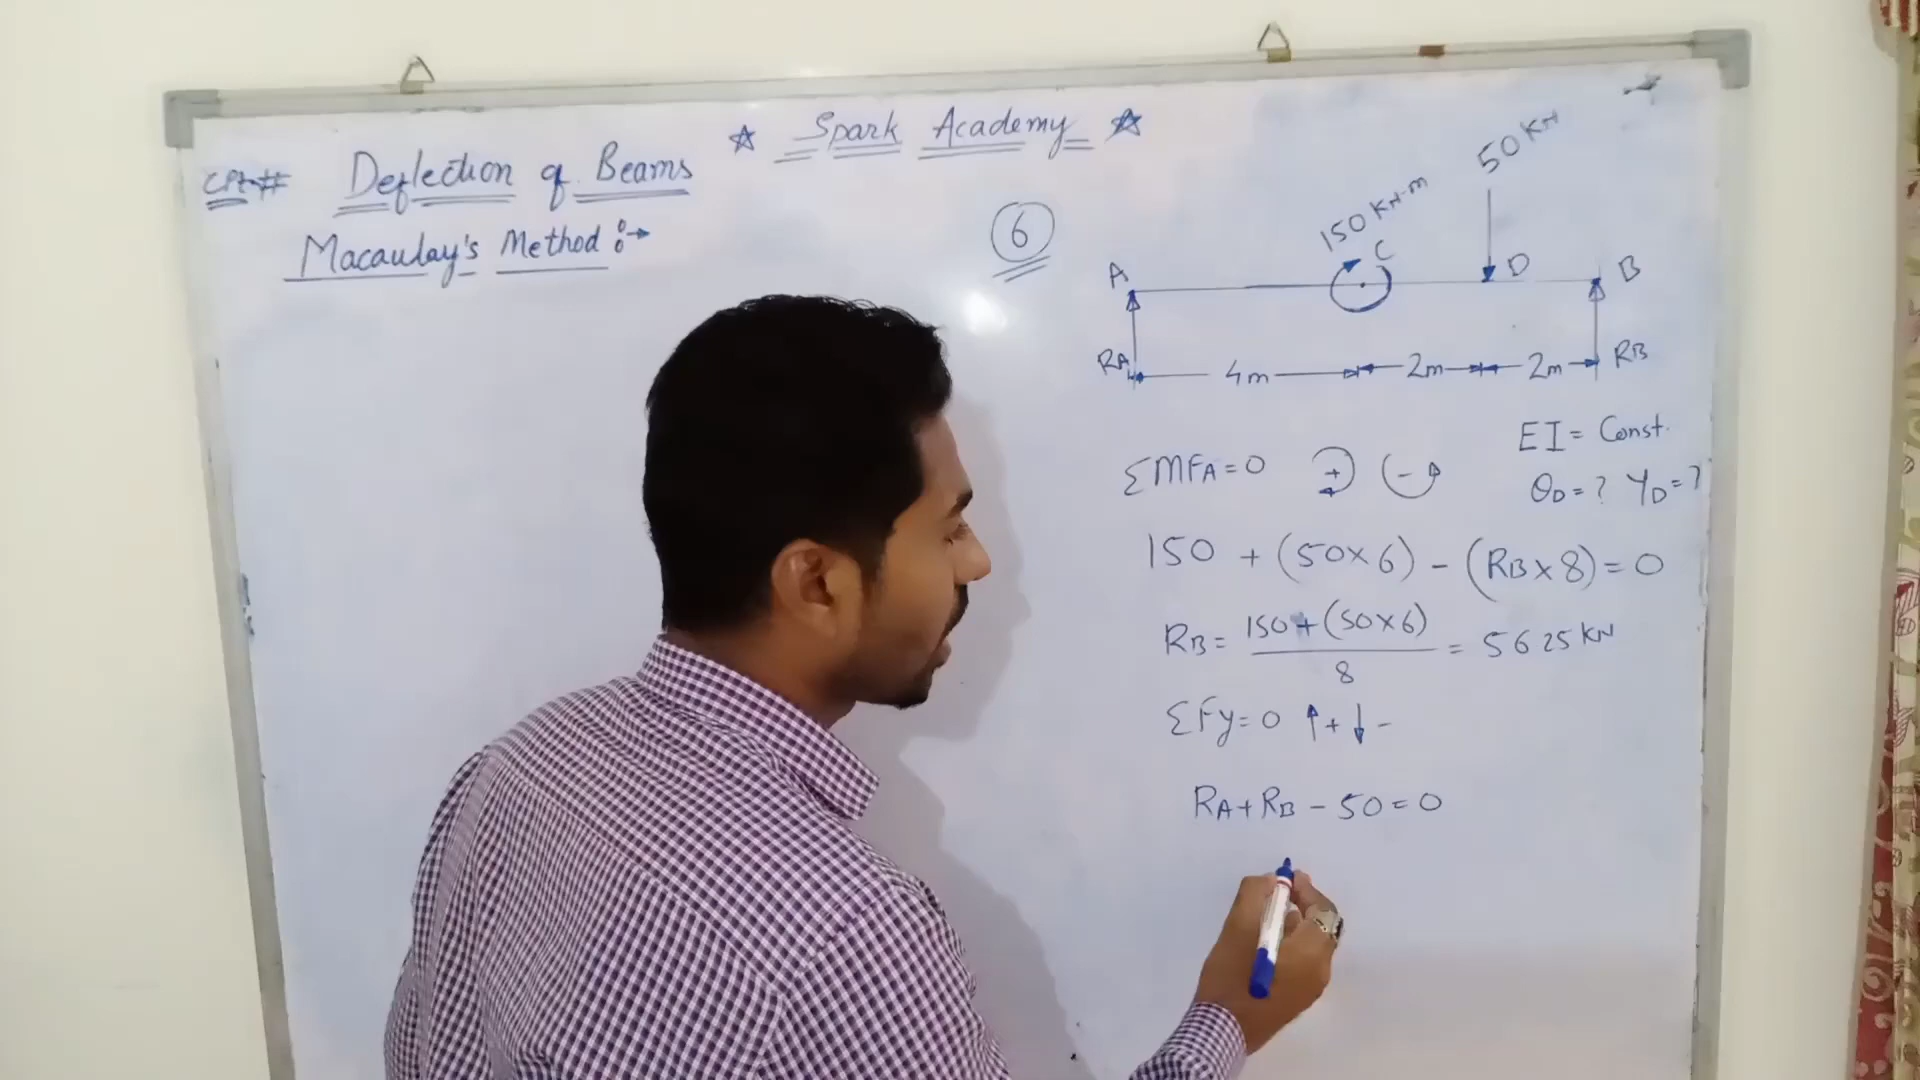 ☆ Spark Academy ☆
CPt-# Deflection of Beams
Macaulay's Method :→
6
150 KN-m
50 KN
A
C
D
B
RA
4m
2m
2m
RB
EI = Const.
θD = ? YD = ?
ΣMFA = 0 + -
150 + (50×6) - (RB×8) = 0
RB = 150+(50×6) / 8 = 56 25 KN
ΣFy = 0 ↑+ ↓-
RA+RB - 50 = 0